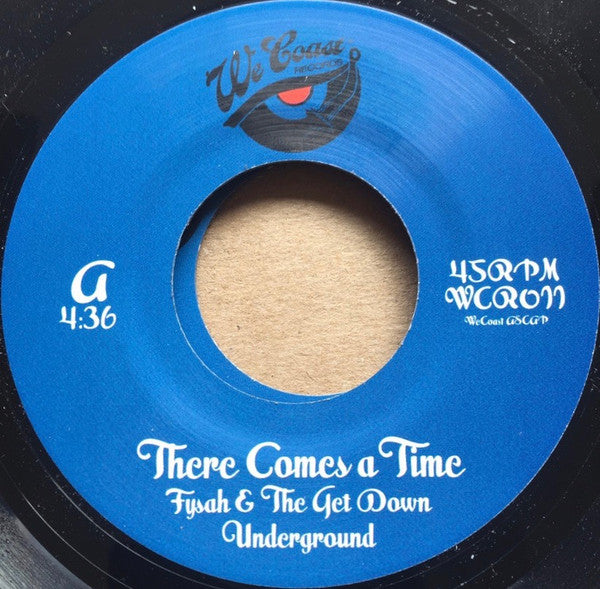 We Coast
RECORDS
A
4:36
45RPM
WCR011
WeCoast ASCAP
There Comes a Time
Fysah & The Get Down
Underground